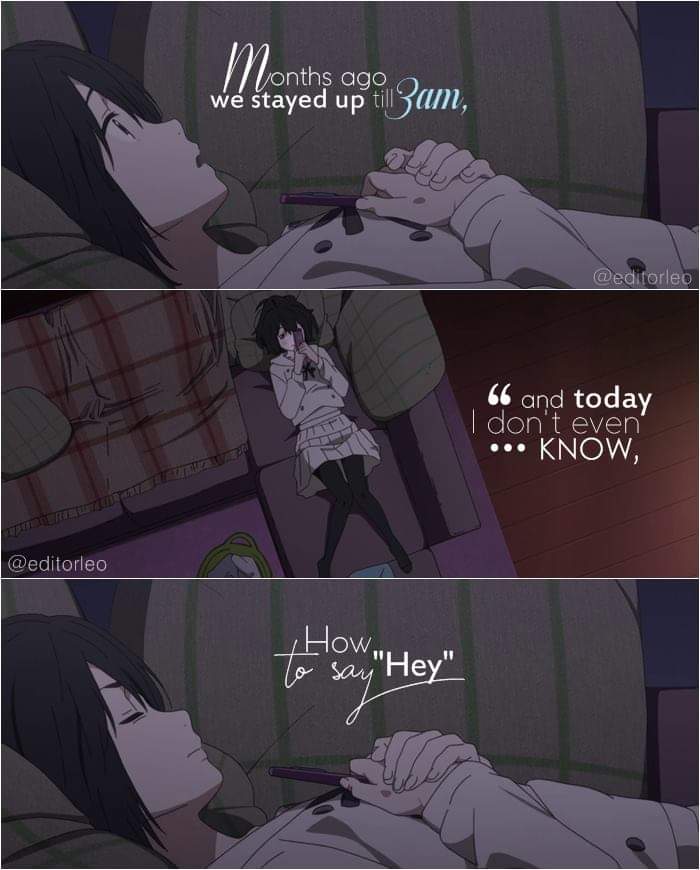 Months ago
we stayed up till 3am,
@editorleo
“ and today
I don't even
••• KNOW,
@editorleo
How
to say "Hey"